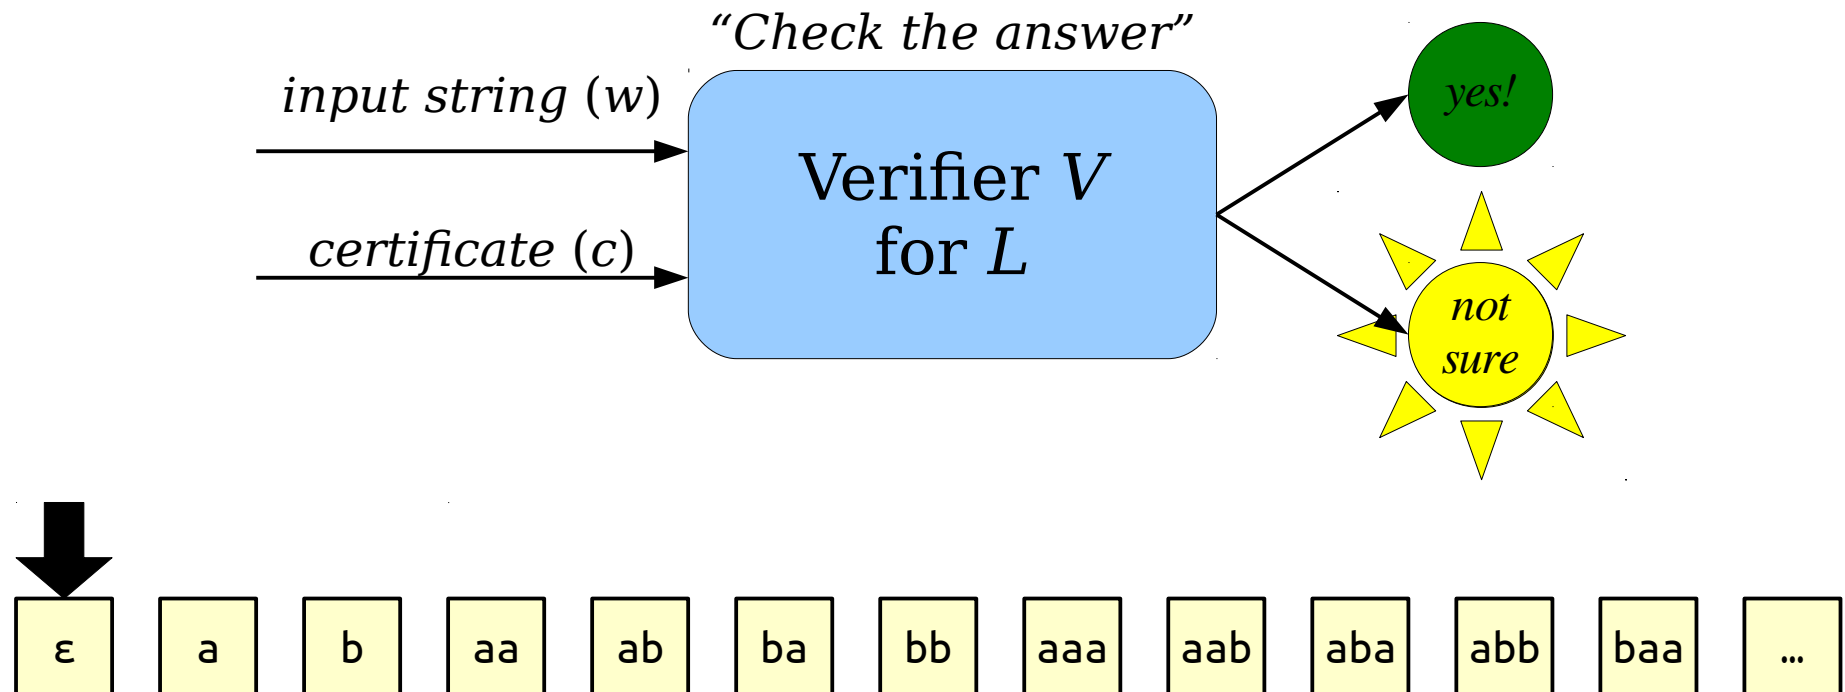 “Check the answer”
input string (w)
certificate (c)
Verifier V
for L
yes!
not
sure
ε a b aa ab ba bb aaa aab aba abb baa …